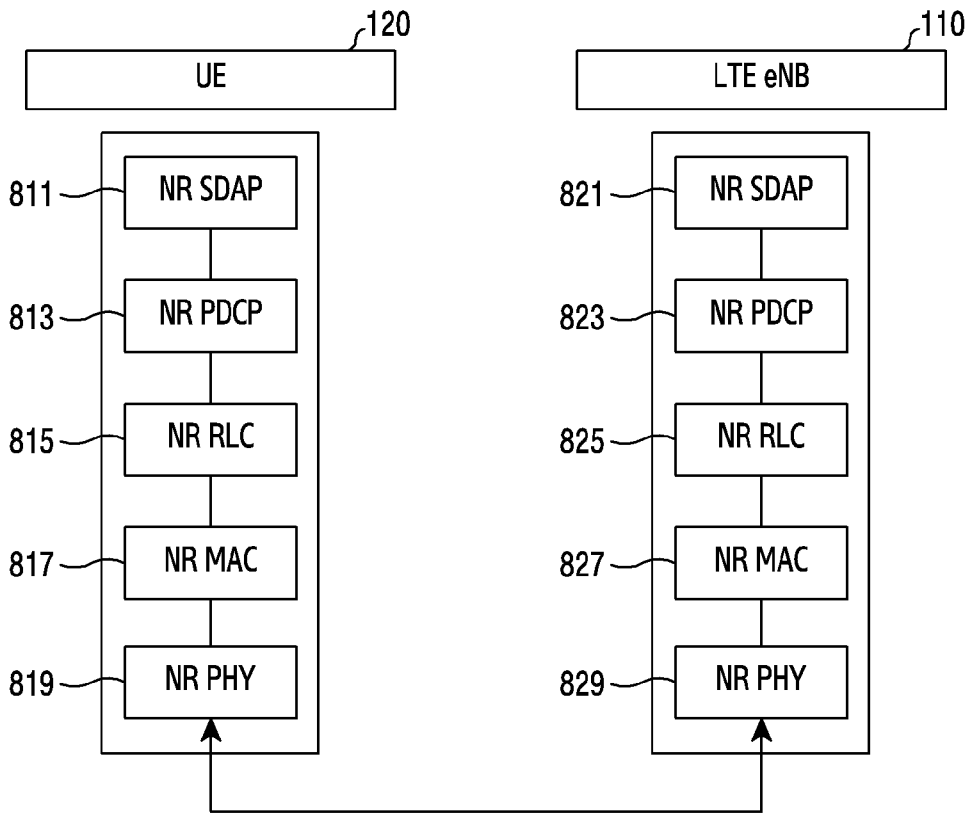 120
110
UE
LTE eNB
811
NR SDAP
821
NR SDAP
813
NR PDCP
823
NR PDCP
815
NR RLC
825
NR RLC
817
NR MAC
827
NR MAC
819
NR PHY
829
NR PHY